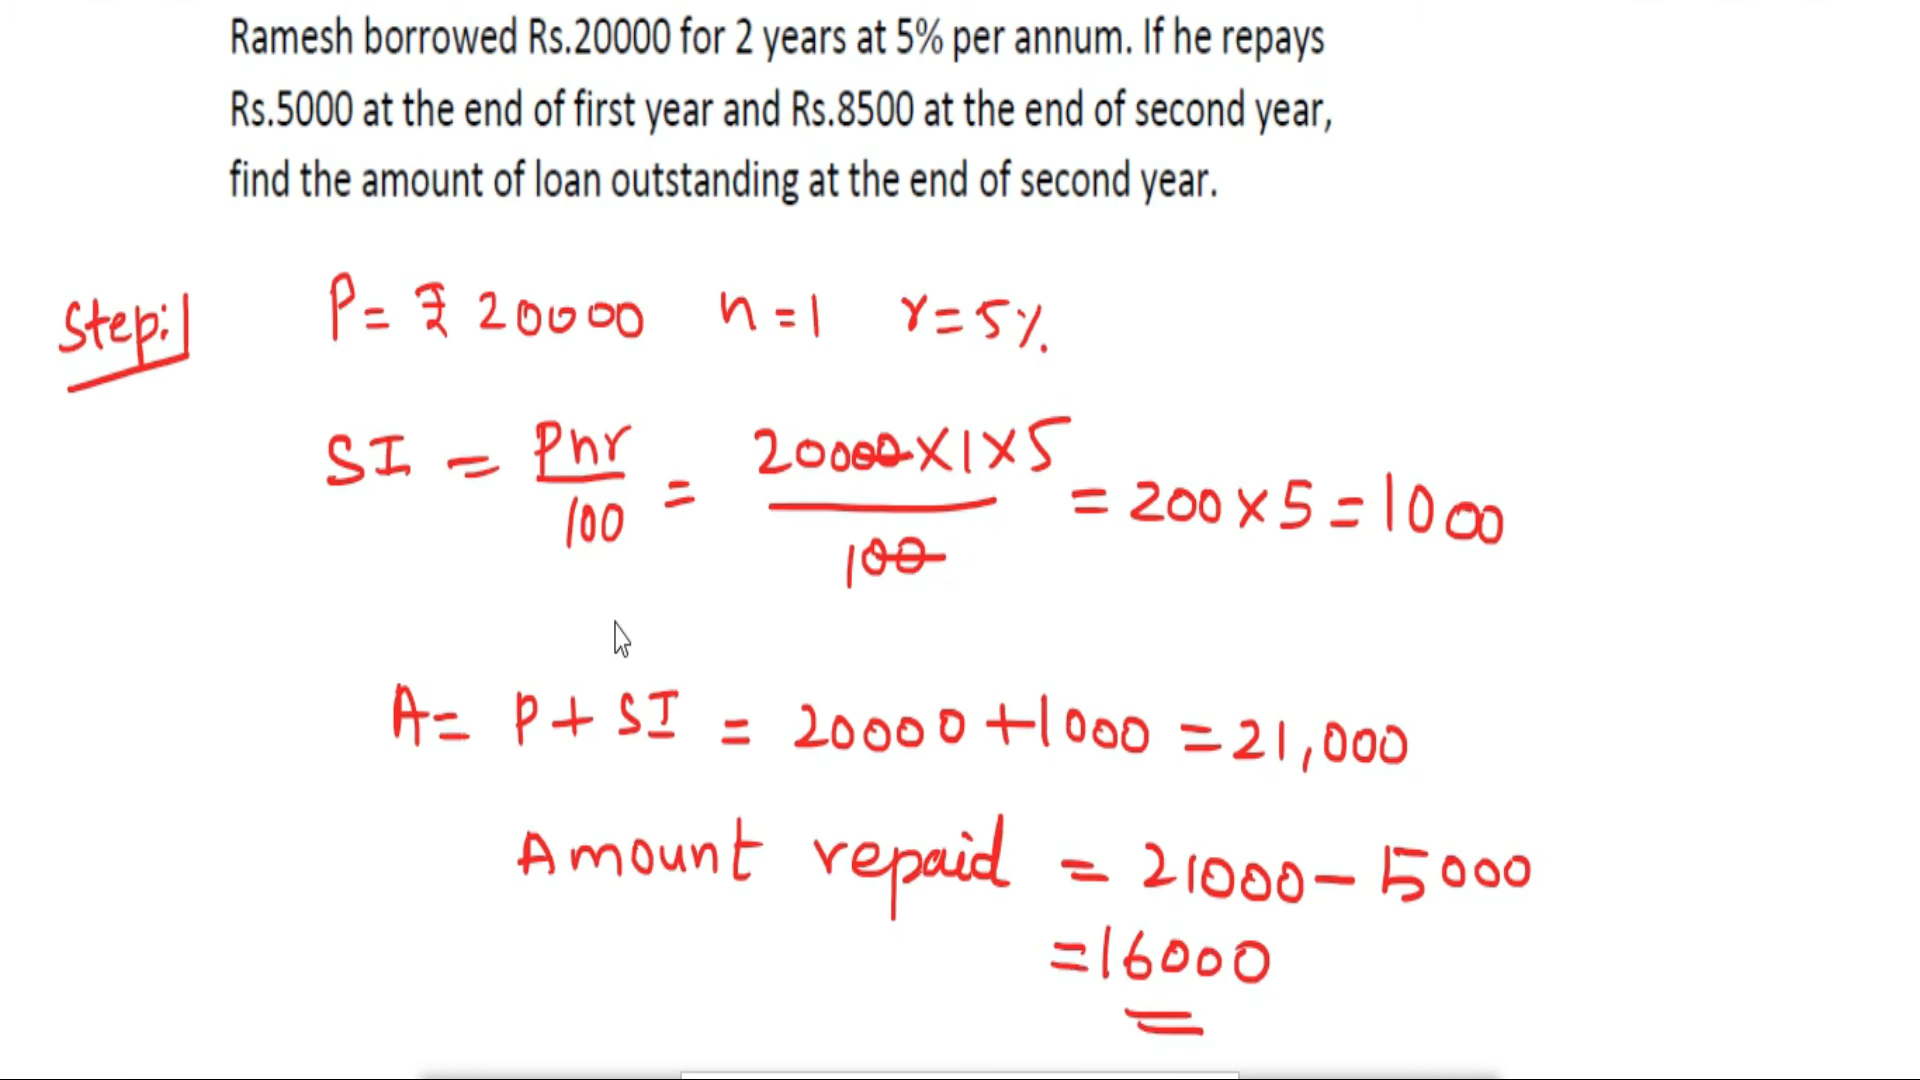 Ramesh borrowed Rs.20000 for 2 years at 5% per annum. If he repays
Rs.5000 at the end of first year and Rs.8500 at the end of second year,
find the amount of loan outstanding at the end of second year.
Step:1 P= ₹ 20000 n=1 r=5%
SI = Pnr/100 = 20000×1×5/100 = 200×5=1000
A= P+SI = 20000+1000 =21,000
Amount repaid = 21000-5000
=16000